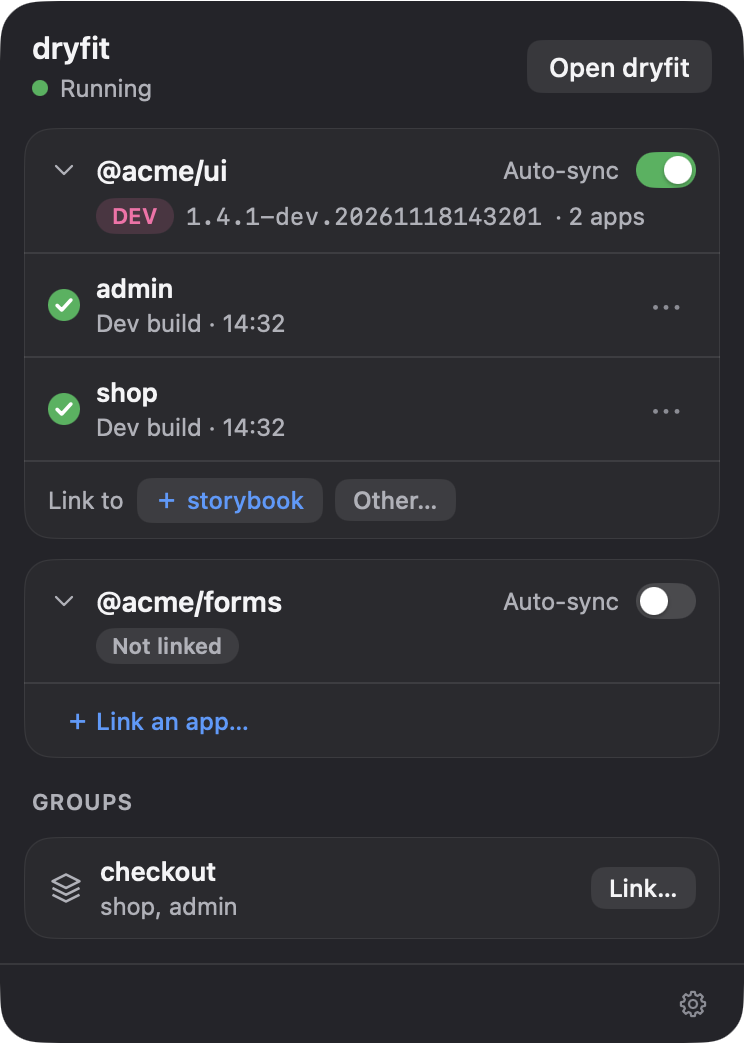 dryfit
Running
Open dryfit
@acme/ui
Auto-sync
DEV 1.4.1-dev.20261118143201 · 2 apps
admin
Dev build · 14:32
...
shop
Dev build · 14:32
...
Link to + storybook Other...
@acme/forms
Auto-sync
Not linked
+ Link an app...
GROUPS
checkout
shop, admin
Link...